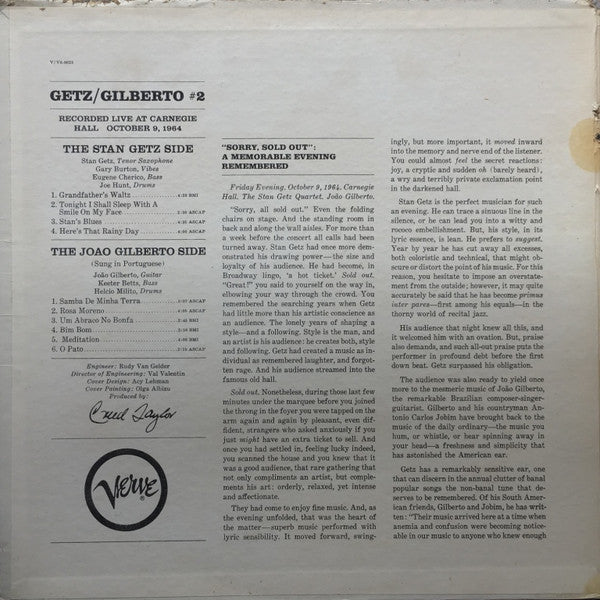 V/V6-8623
GETZ/GILBERTO #2
RECORDED LIVE AT CARNEGIE
HALL OCTOBER 9, 1964
THE STAN GETZ SIDE
Stan Getz, Tenor Saxophone
Gary Burton, Vibes
Eugene Cherico, Bass
Joe Hunt, Drums
1. Grandfather's Waltz
2. Tonight I Shall Sleep With A
Smile On My Face ASCAP
3. Stan's Blues ASCAP
4. Here's That Rainy Day ASCAP
THE JOAO GILBERTO SIDE
(Sung in Portuguese)
João Gilberto, Guitar
Keeter Betts, Bass
Helcio Milito, Drums
1. Samba De Minha Terra ASCAP
2. Rosa Moreno ASCAP
3. Um Abraco No Bonfa ASCAP
4. Bim Bom BMI
5. Meditation BMI
6. O Pato ASCAP
Engineer: Rudy Van Gelder
Director of Engineering: Val Valentin
Cover Design: Acy Lehman
Cover Painting: Olga Albizu
Produced by:
Creed Taylor
VERVE
"SORRY, SOLD OUT":
A MEMORABLE EVENING
REMEMBERED
Friday Evening, October 9, 1964. Carnegie
Hall. The Stan Getz Quartet. João Gilberto.
"Sorry, all sold out." Even the folding
chairs on stage. And the standing room in
back and along the wall aisles. For more than
a week before the concert all calls had been
turned away. Stan Getz had once more dem-
onstrated his drawing power—the size and
loyalty of his audience. He had become, in
Broadway lingo, 'a hot ticket.' Sold out.
"Great!" you said to yourself on the way in,
elbowing your way through the crowd. You
remembered the searching years when Getz
had little more than his artistic conscience as
an audience. The lonely years of shaping a
style—and a following. Style is the man, and
an artist is his audience: he creates both, style
and following. Getz had created a music as in-
dividual as remembered laughter, and forgot-
ten rage. And his audience streamed into the
famous old hall.
Sold out. Nonetheless, during those last few
minutes under the marquee before you joined
the throng in the foyer you were tapped on the
arm again and again by pleasant, even dif-
fident, strangers who asked anxiously if you
just might have an extra ticket to sell. And
once you had settled in, feeling lucky indeed,
you scanned the house and you knew that it
was a good audience, that rare gathering that
not only compliments an artist, but comple-
ments his art: orderly, relaxed, yet intense
and affectionate.
They had come to enjoy fine music. And, as
the evening unfolded, that was the heart of
the matter—superb music performed with
lyric sensibility. It moved forward, swing-
ingly, but more important, it moved inward
into the memory and nerve end of the listener.
You could almost feel the secret reactions:
joy, a cryptic and sudden oh (barely heard),
a wry and terribly private exclamation point
in the darkened hall.
Stan Getz is the perfect musician for such
an evening. He can trace a sinuous line in the
silence, or he can lead you into a witty and
rococo embellishment. But, his style, in its
lyric essence, is lean. He prefers to suggest.
Year by year he has cut away all excesses,
both coloristic and technical, that might ob-
scure or distort the point of his music. For this
reason, you hesitate to impose an overstate-
ment from the outside; however, it may quite
accurately be said that he has become primus
inter pares—first among his equals—in the
thorny world of recital jazz.
His audience that night knew all this, and
it welcomed him with an ovation. But, praise
also demands, and such all-out praise puts the
performer in profound debt before the first
down beat. Getz surpassed his obligation.
The audience was also ready to yield once
more to the mesmeric music of João Gilberto,
the remarkable Brazilian composer-singer-
guitarist. Gilberto and his countryman An-
tonio Carlos Jobim have brought back to the
music of the daily ordinary—the music you
hum, or whistle, or hear spinning away in
your head—a freshness and simplicity that
has astonished the American ear.
Getz has a remarkably sensitive ear, one
that can discern in the annual clutter of banal
popular songs the non-banal tune that de-
serves to be remembered. Of his South Amer-
ican friends, Gilberto and Jobim, he has writ-
ten: "Their music arrived here at a time when
anemia and confusion were becoming notice-
able in our music to anyone who knew enough